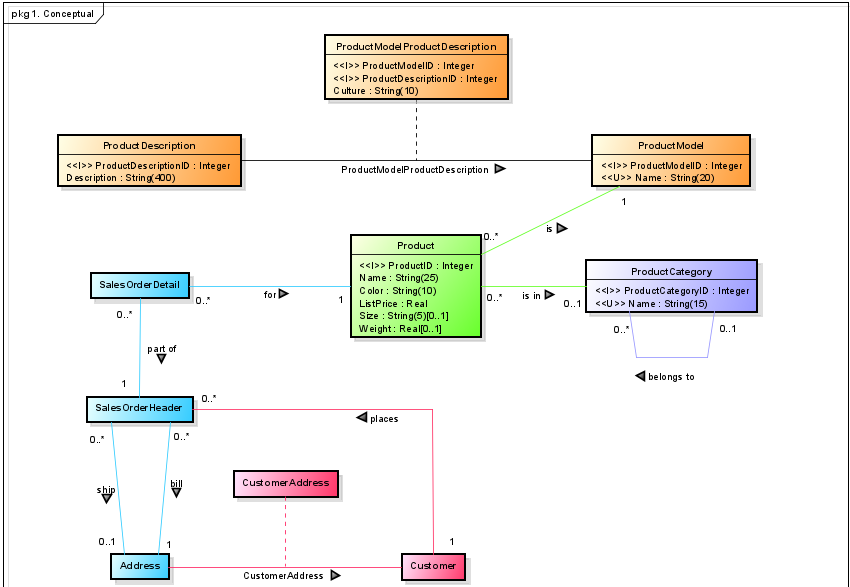 pkg 1. Conceptual
ProductModelProductDescription
<<I>> ProductModelID : Integer
<<I>> ProductDescriptionID : Integer
Culture : String(10)
ProductDescription
<<I>> ProductDescriptionID : Integer
Description : String(400)
ProductModelProductDescription
ProductModel
<<I>> ProductModelID : Integer
<<U>> Name : String(20)
1
is
0..*
Product
<<I>> ProductID : Integer
Name : String(25)
Color : String(10)
ListPrice : Real
Size : String(5)[0..1]
Weight : Real[0..1]
0..*
is in
0..1
ProductCategory
<<I>> ProductCategoryID : Integer
<<U>> Name : String(15)
0..*
0..1
belongs to
SalesOrderDetail
0..*
for
1
0..*
part of
1
SalesOrderHeader
0..*
places
0..*
0..*
ship
bill
CustomerAddress
0..1
1
1
Address
CustomerAddress
Customer